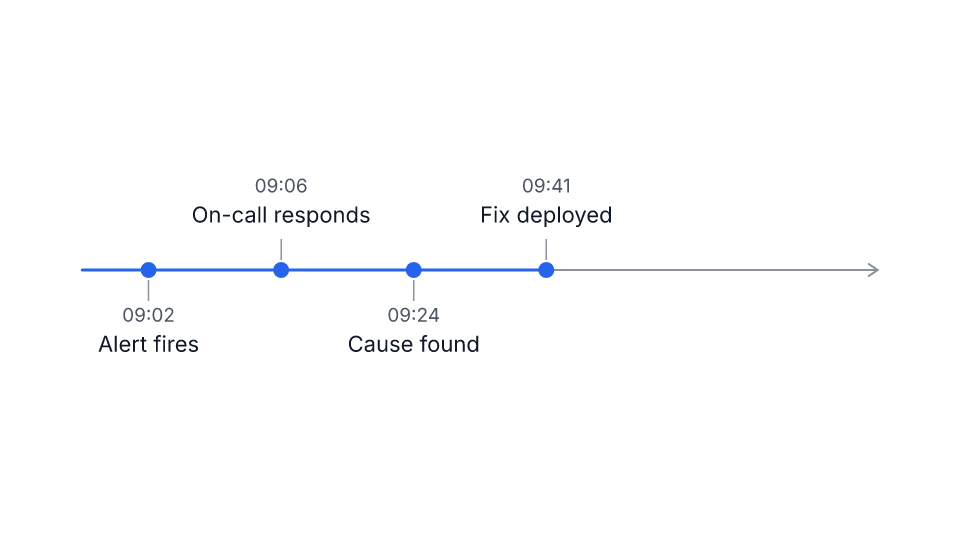 09:06
On-call responds
09:41
Fix deployed
09:02
Alert fires
09:24
Cause found